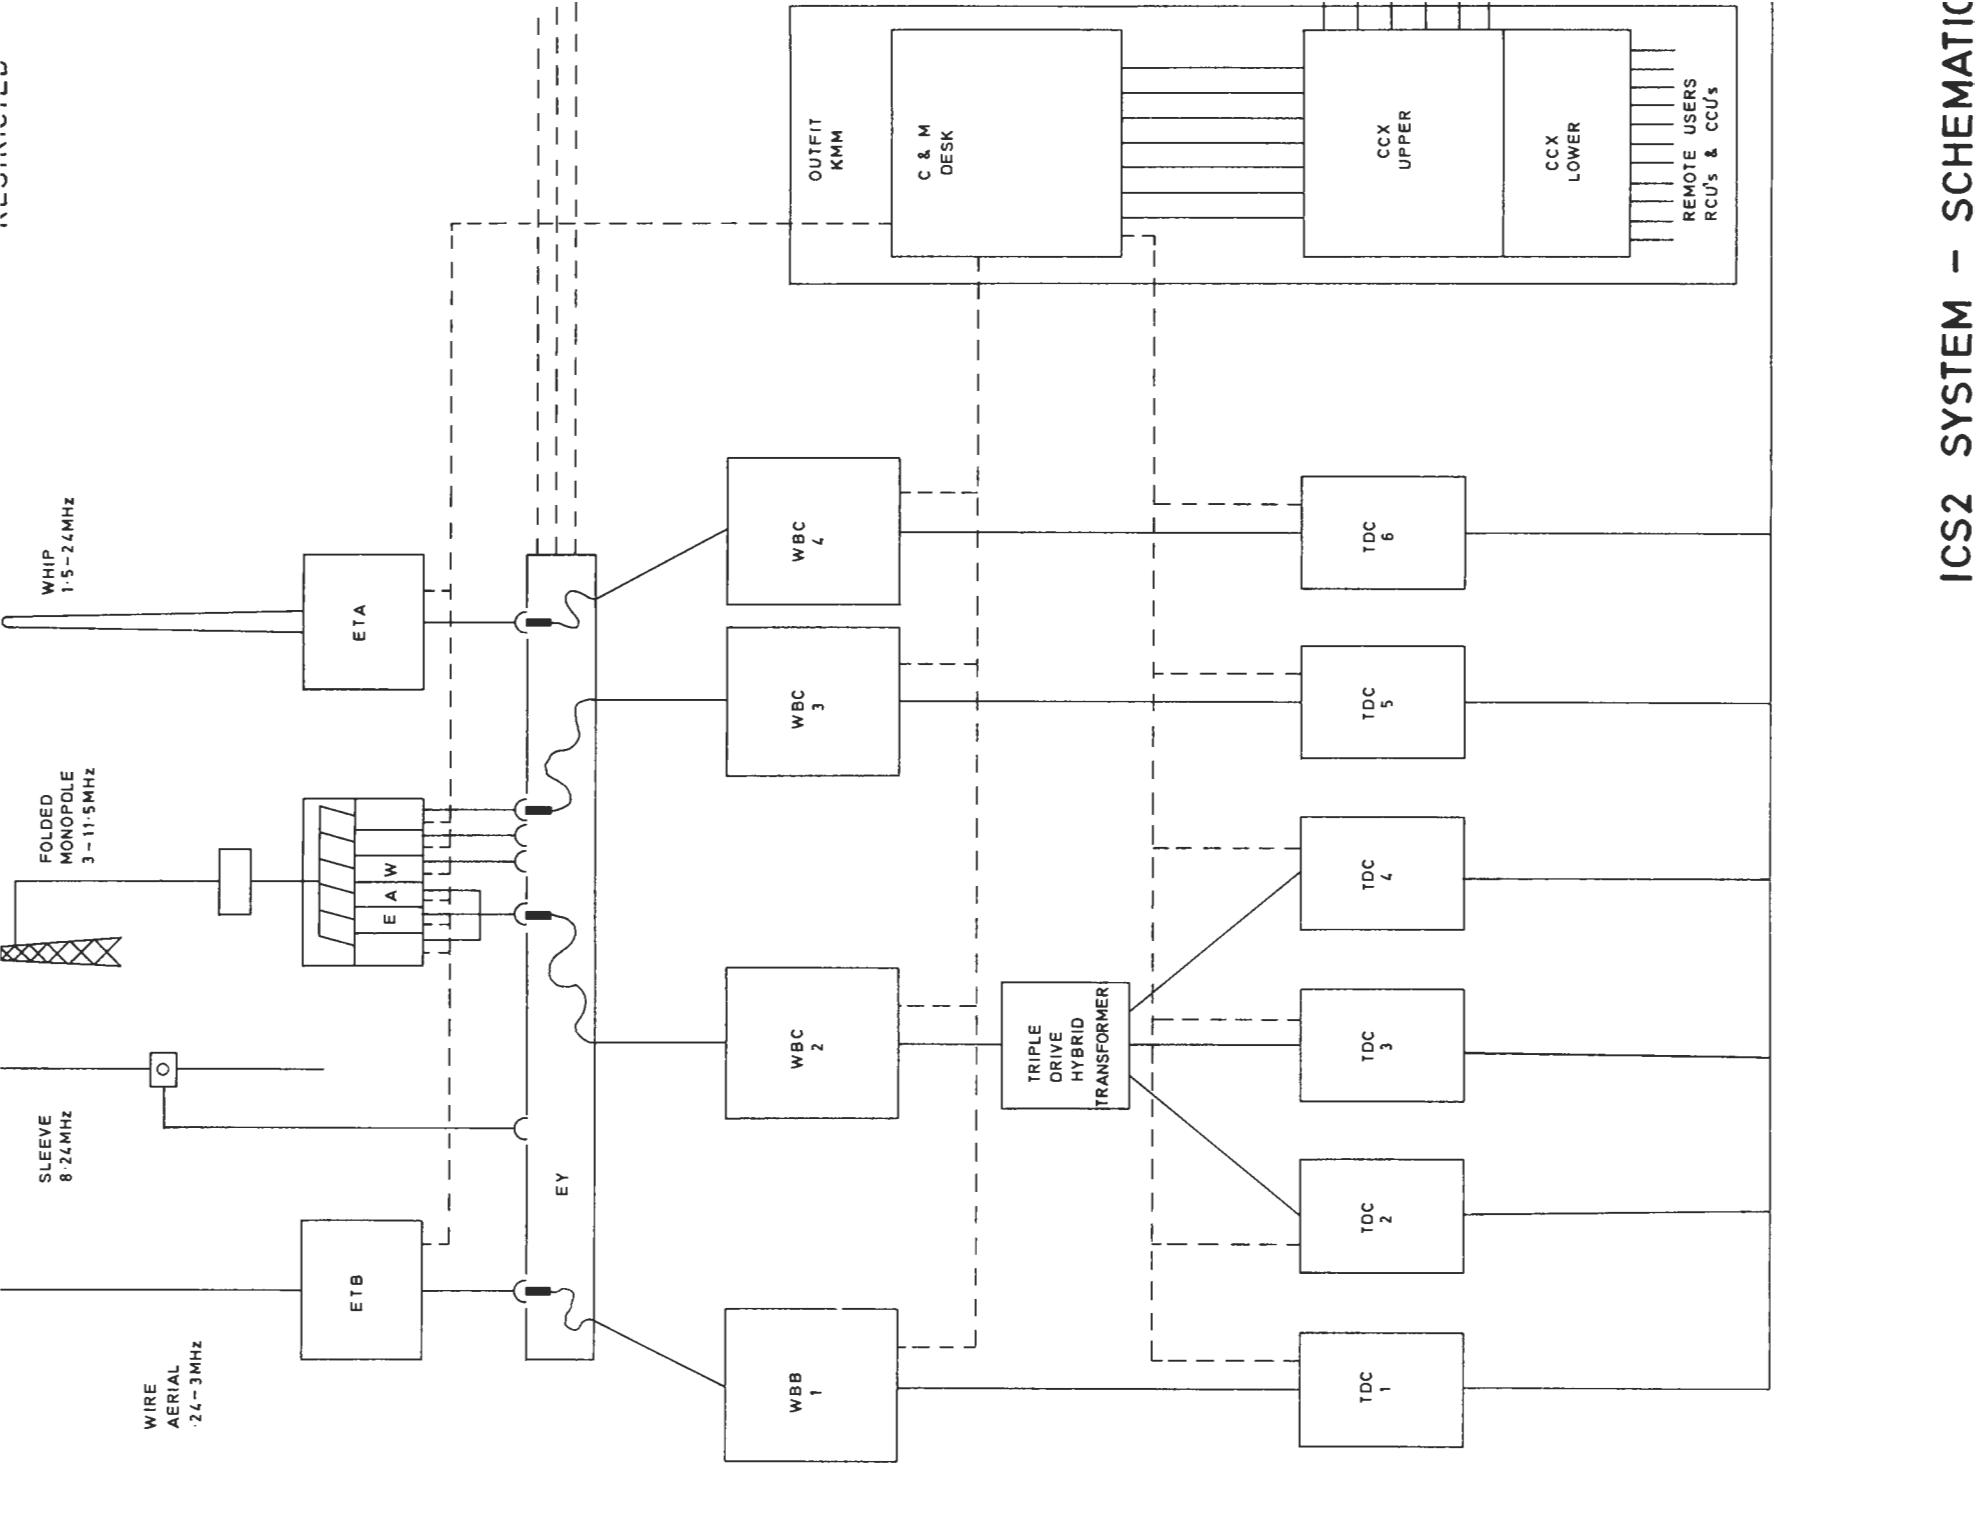 WHIP
1·5–24MHz
FOLDED
MONOPOLE
3–11·5MHz
SLEEVE
8·24MHz
WIRE
AERIAL
·24–3MHz
ETA
E A W
ETB
EY
OUTFIT
KMM
C & M
DESK
CCX
UPPER
CCX
LOWER
REMOTE USERS
RCU's & CCU's
WBC
4
WBC
3
WBC
2
WBB
1
TRIPLE
DRIVE
HYBRID
TRANSFORMER
TDC
6
TDC
5
TDC
4
TDC
3
TDC
2
TDC
1
ICS2 SYSTEM – SCHEMATIC